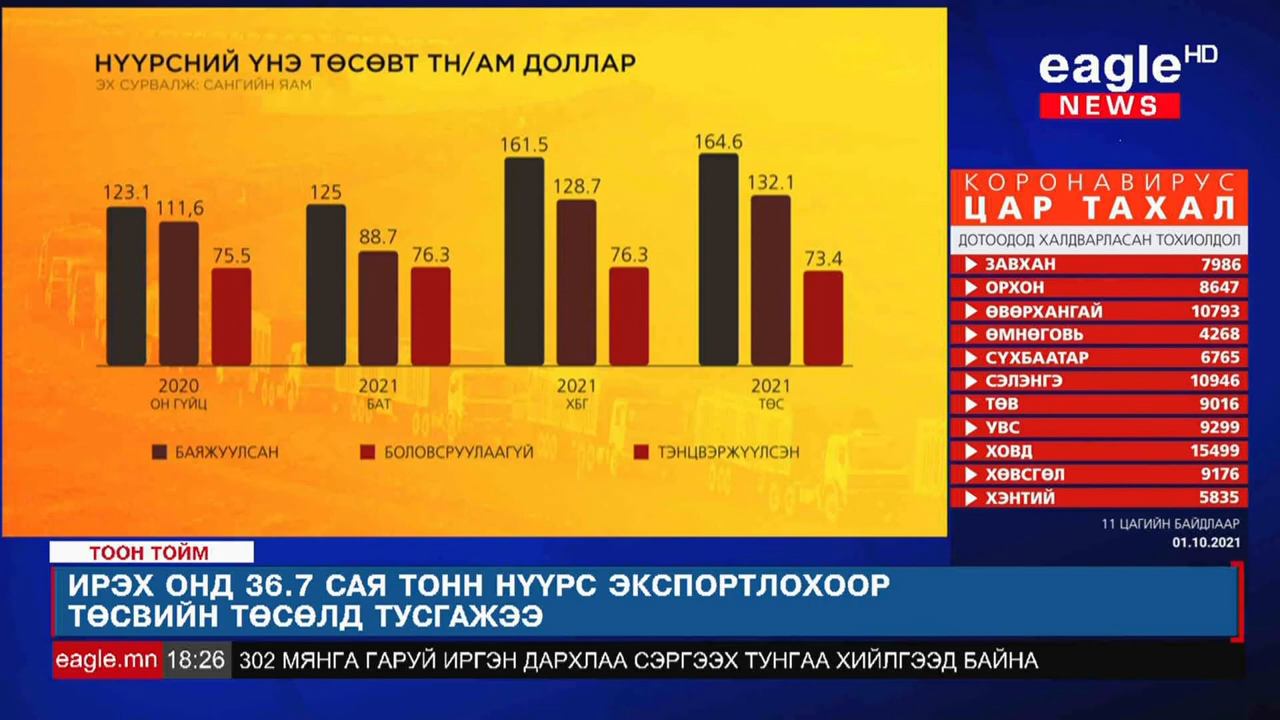 НҮҮРСНИЙ ҮНЭ ТӨСӨВТ ТН/АМ ДОЛЛАР
ЭХ СУРВАЛЖ: САНГИЙН ЯАМ
123.1
111,6
75.5
125
88.7
76.3
161.5
128.7
76.3
164.6
132.1
73.4
2020
ОН ГҮЙЦ
2021
БАТ
2021
ХБГ
2021
ТӨС
БАЯЖУУЛСАН
БОЛОВСРУУЛААГҮЙ
ТЭНЦВЭРЖҮҮЛСЭН
eagle HD
NEWS
КОРОНАВИРУС
ЦАР ТАХАЛ
ДОТООДОД ХАЛДВАРЛАСАН ТОХИОЛДОЛ
ЗАВХАН 7986
ОРХОН 8647
ӨВӨРХАНГАЙ 10793
ӨМНӨГОВЬ 4268
СҮХБААТАР 6765
СЭЛЭНГЭ 10946
ТӨВ 9016
УВС 9299
ХОВД 15499
ХӨВСГӨЛ 9176
ХЭНТИЙ 5835
11 ЦАГИЙН БАЙДЛААР
01.10.2021
ТООН ТОЙМ
ИРЭХ ОНД 36.7 САЯ ТОНН НҮҮРС ЭКСПОРТЛОХООР
ТӨСВИЙН ТӨСӨЛД ТУСГАЖЭЭ
eagle.mn 18:26 302 МЯНГА ГАРУЙ ИРГЭН ДАРХЛАА СЭРГЭЭХ ТУНГАА ХИЙЛГЭЭД БАЙНА